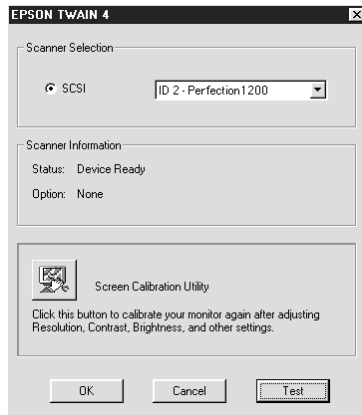 EPSON TWAIN 4
Scanner Selection
SCSI
ID 2 - Perfection1200
Scanner Information
Status: Device Ready
Option: None
Screen Calibration Utility
Click this button to calibrate your monitor again after adjusting
Resolution, Contrast, Brightness, and other settings.
OK
Cancel
Test